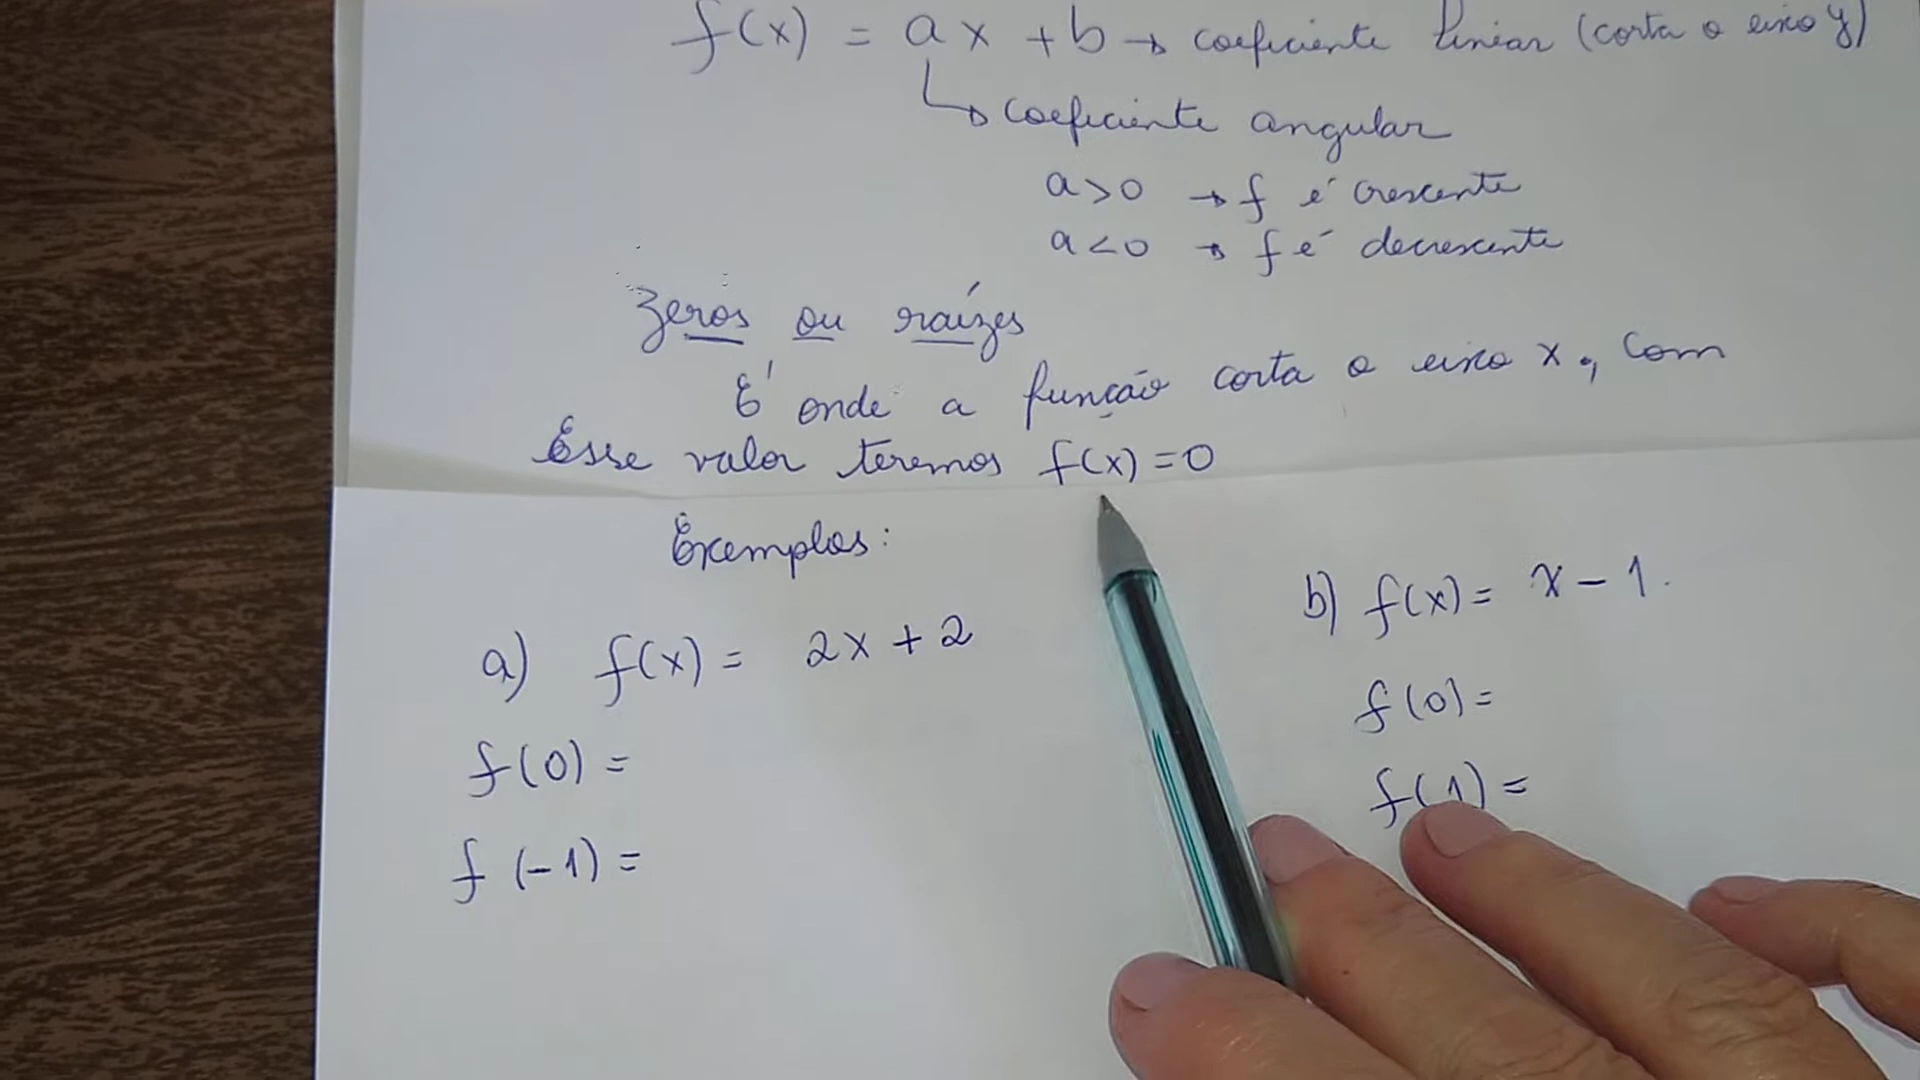 f(x) = ax + b → coeficiente linear (corta o eixo y)
↳ coeficiente angular
a>0 → f é crescente
a<0 → f é decrescente
Zeros ou raízes
É onde a função corta o eixo x, com
Esse valor teremos f(x)=0
Exemplos:
a) f(x) = 2x + 2
f(0) =
f(-1) =
b) f(x) = x - 1.
f(0) =
f(1) =